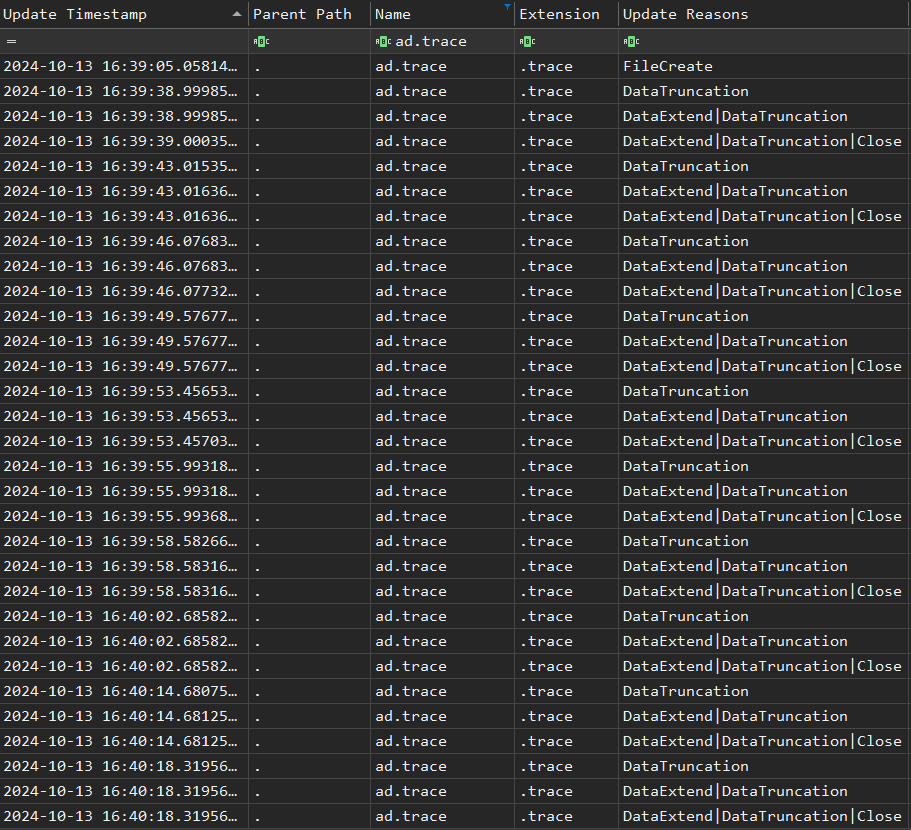 Update Timestamp Parent Path Name Extension Update Reasons
= ABC ABC ad.trace ABC ABC
2024-10-13 16:39:05.05814… . ad.trace .trace FileCreate
2024-10-13 16:39:38.99985… . ad.trace .trace DataTruncation
2024-10-13 16:39:38.99985… . ad.trace .trace DataExtend|DataTruncation
2024-10-13 16:39:39.00035… . ad.trace .trace DataExtend|DataTruncation|Close
2024-10-13 16:39:43.01535… . ad.trace .trace DataTruncation
2024-10-13 16:39:43.01636… . ad.trace .trace DataExtend|DataTruncation
2024-10-13 16:39:43.01636… . ad.trace .trace DataExtend|DataTruncation|Close
2024-10-13 16:39:46.07683… . ad.trace .trace DataTruncation
2024-10-13 16:39:46.07683… . ad.trace .trace DataExtend|DataTruncation
2024-10-13 16:39:46.07732… . ad.trace .trace DataExtend|DataTruncation|Close
2024-10-13 16:39:49.57677… . ad.trace .trace DataTruncation
2024-10-13 16:39:49.57677… . ad.trace .trace DataExtend|DataTruncation
2024-10-13 16:39:49.57677… . ad.trace .trace DataExtend|DataTruncation|Close
2024-10-13 16:39:53.45653… . ad.trace .trace DataTruncation
2024-10-13 16:39:53.45653… . ad.trace .trace DataExtend|DataTruncation
2024-10-13 16:39:53.45703… . ad.trace .trace DataExtend|DataTruncation|Close
2024-10-13 16:39:55.99318… . ad.trace .trace DataTruncation
2024-10-13 16:39:55.99318… . ad.trace .trace DataExtend|DataTruncation
2024-10-13 16:39:55.99368… . ad.trace .trace DataExtend|DataTruncation|Close
2024-10-13 16:39:58.58266… . ad.trace .trace DataTruncation
2024-10-13 16:39:58.58316… . ad.trace .trace DataExtend|DataTruncation
2024-10-13 16:39:58.58316… . ad.trace .trace DataExtend|DataTruncation|Close
2024-10-13 16:40:02.68582… . ad.trace .trace DataTruncation
2024-10-13 16:40:02.68582… . ad.trace .trace DataExtend|DataTruncation
2024-10-13 16:40:02.68582… . ad.trace .trace DataExtend|DataTruncation|Close
2024-10-13 16:40:14.68075… . ad.trace .trace DataTruncation
2024-10-13 16:40:14.68125… . ad.trace .trace DataExtend|DataTruncation
2024-10-13 16:40:14.68125… . ad.trace .trace DataExtend|DataTruncation|Close
2024-10-13 16:40:18.31956… . ad.trace .trace DataTruncation
2024-10-13 16:40:18.31956… . ad.trace .trace DataExtend|DataTruncation
2024-10-13 16:40:18.31956… . ad.trace .trace DataExtend|DataTruncation|Close